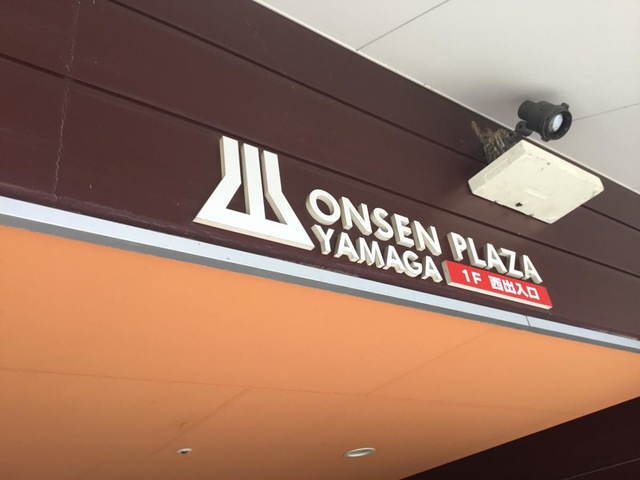 ONSEN PLAZA
YAMAGA
1F 西出入口